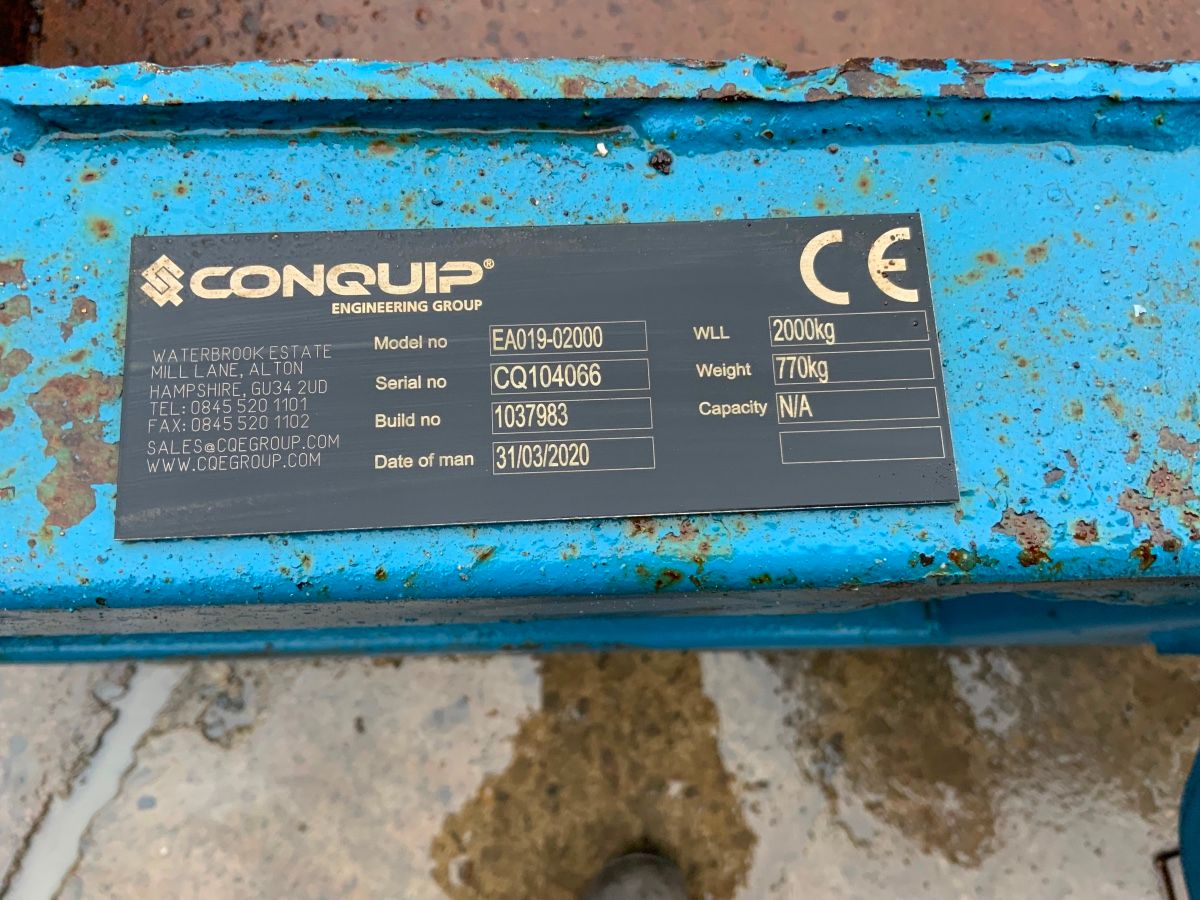 CONQUIP®
ENGINEERING GROUP
CE
WATERBROOK ESTATE
MILL LANE, ALTON
HAMPSHIRE, GU34 2UD
TEL: 0845 520 1101
FAX: 0845 520 1102
SALES@CQEGROUP.COM
WWW.CQEGROUP.COM
Model no EA019-02000
Serial no CQ104066
Build no 1037983
Date of man 31/03/2020
WLL 2000kg
Weight 770kg
Capacity N/A